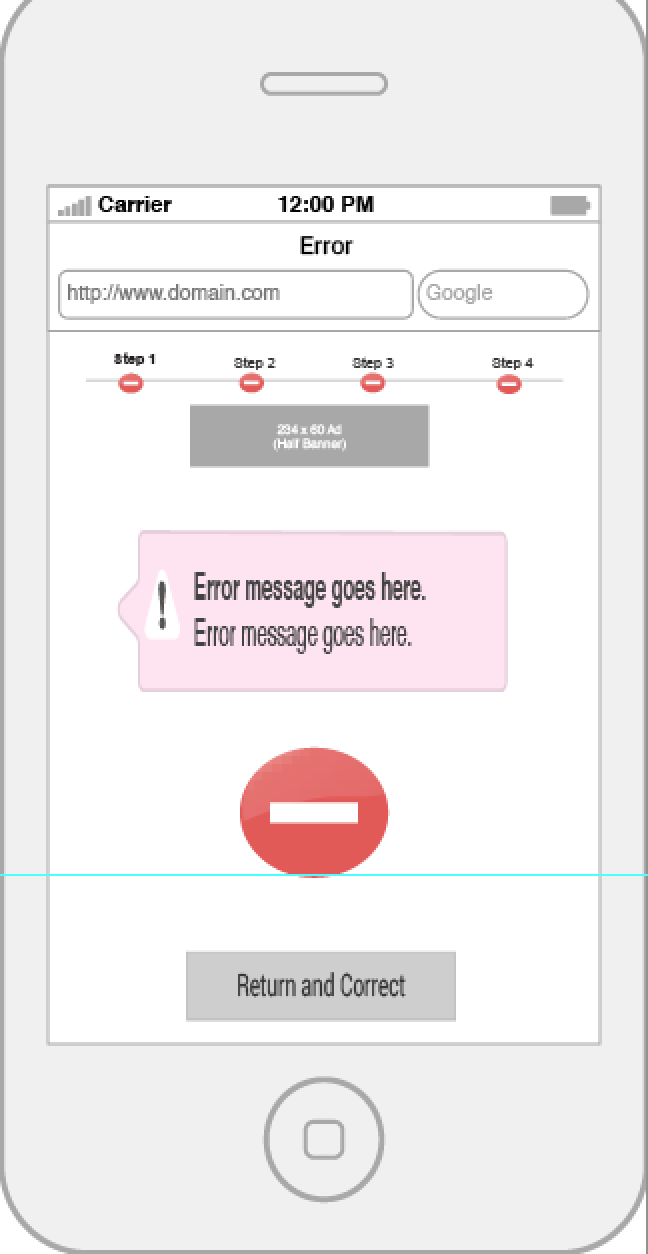 Carrier 12:00 PM
Error
http://www.domain.com Google
Step 1 Step 2 Step 3 Step 4
234 x 60 Ad
(Half Banner)
Error message goes here.
Error message goes here.
Return and Correct